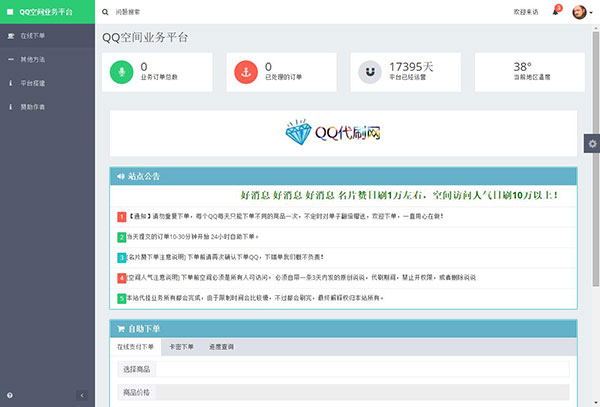 QQ空间业务平台
问题搜索
欢迎来访
3
在线下单
其他方法
平台搭建
赞助作者
QQ空间业务平台
0
业务订单总数
0
已处理的订单
17395天
平台已经运营
38°
当前地区温度
QQ代刷网
站点公告
好消息 好消息 好消息 名片赞日刷1万左右，空间访问人气日刷10万以上！
1 【通知】请勿重复下单，每个QQ每天只能下单不同的商品一次，不定时对单子翻倍赠送，欢迎下单，一直用心在做！
2 当天提交的订单10-30分钟开始 24小时自助下单。
3 [名片赞下单注意说明] 下单前请再次确认下单QQ，下错单我们概不负责！
4 [空间人气注意说明] 下单前空间必须是所有人可访问，必须自带一条3天内发的原创说说，代刷期间，禁止开权限，或者删除说说
5 本站代挂业务所有都会完成，由于限制时间会比较慢，不过都会刷完，最终解释权归本站所有。
自助下单
在线支付下单 卡密下单 进度查询
选择商品
商品价格